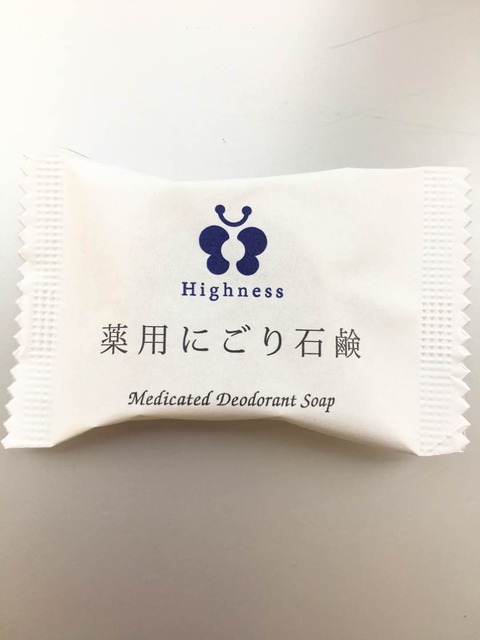 Highness
薬用にごり石鹸
Medicated Deodorant Soap